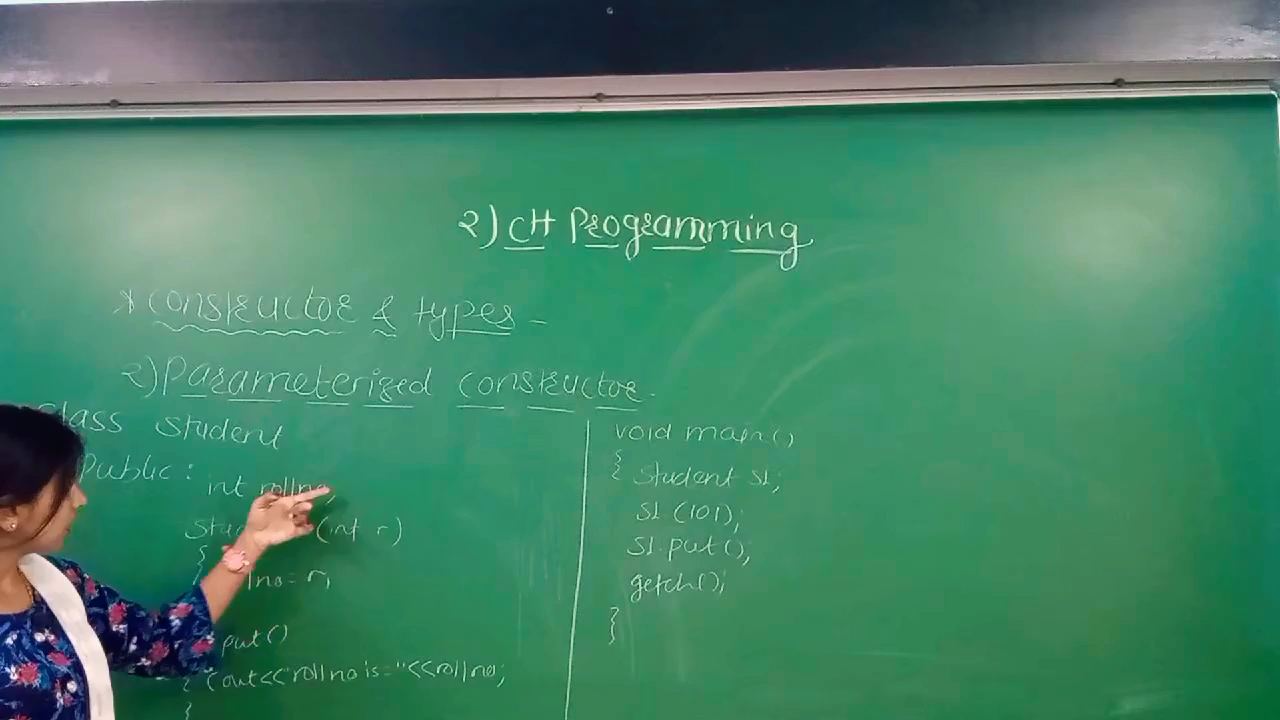 2) C++ Programming
* Constructor & types -
2) Parameterized constructor.
class student
Public:
int rollno;
(int r)
{
= r;
put()
{ cout<<"rollno is="<<rollno;
}
void main()
{ Student S1;
S1 (101);
S1.put();
getch();
}